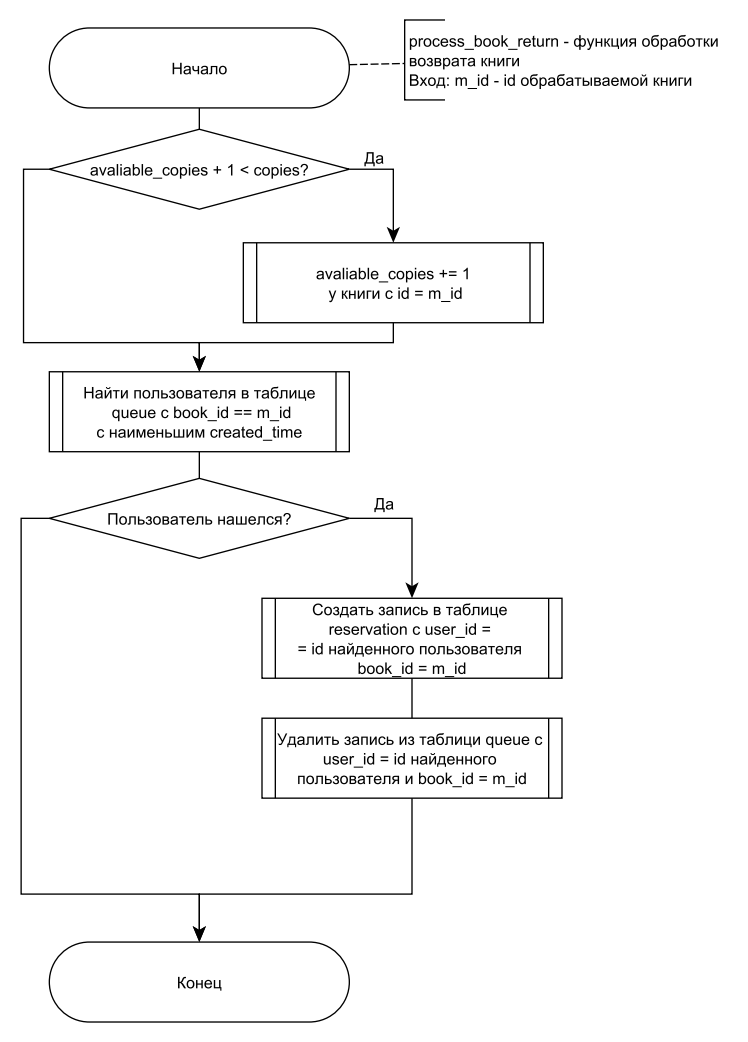 Начало
process_book_return - функция обработки
возврата книги
Вход: m_id - id обрабатываемой книги
avaliable_copies + 1 < copies?
Да
avaliable_copies += 1
у книги с id = m_id
Найти пользователя в таблице
queue с book_id == m_id
с наименьшим created_time
Пользователь нашелся?
Да
Создать запись в таблице
reservation с user_id =
= id найденного пользователя
book_id = m_id
Удалить запись из таблици queue с
user_id = id найденного
пользователя и book_id = m_id
Конец